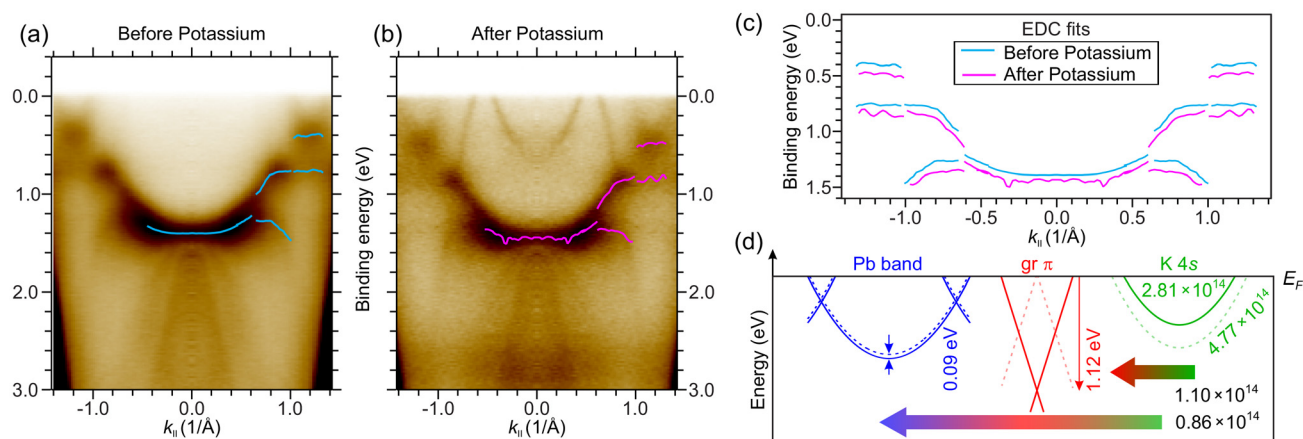 (a)
Before Potassium
0.0
1.0
2.0
3.0
-1.0
0.0
1.0
k|| (1/Å)
(b)
After Potassium
Binding energy (eV)
0.0
1.0
2.0
3.0
-1.0
0.0
1.0
k|| (1/Å)
(c)
EDC fits
Before Potassium
After Potassium
Binding energy (eV)
0.0
0.5
1.0
1.5
-1.0
-0.5
0.0
0.5
1.0
k|| (1/Å)
(d)
Pb band
gr π
K 4s
E_F
Energy (eV)
0.09 eV
1.12 eV
2.81 × 10^14
4.77 × 10^14
1.10 × 10^14
0.86 × 10^14